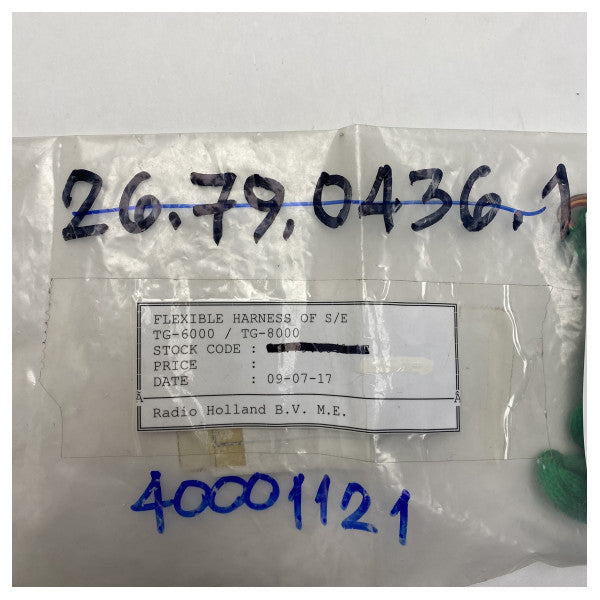 26.79.0436.1
FLEXIBLE HARNESS OF S/E
TG-6000 / TG-8000
STOCK CODE :
PRICE :
DATE : 09-07-17
Radio Holland B.V. M.E.
40001121